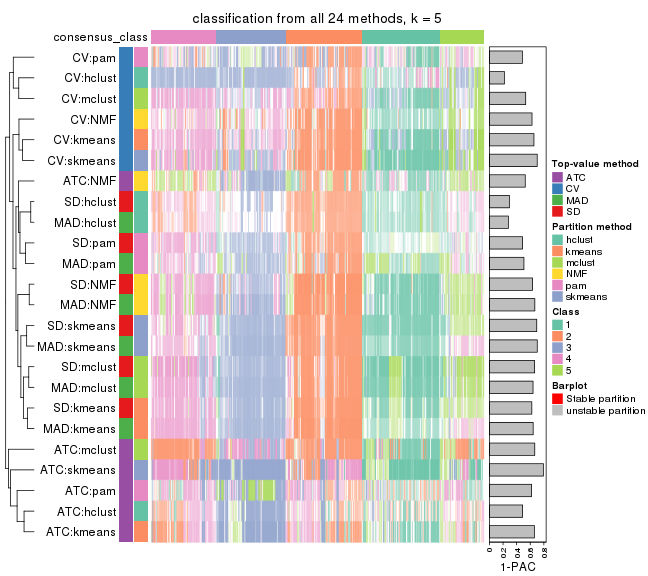 classification from all 24 methods, k = 5
consensus_class
CV:pam
CV:hclust
CV:mclust
CV:NMF
CV:kmeans
CV:skmeans
ATC:NMF
SD:hclust
MAD:hclust
SD:pam
MAD:pam
SD:NMF
MAD:NMF
SD:skmeans
MAD:skmeans
SD:mclust
MAD:mclust
SD:kmeans
MAD:kmeans
ATC:mclust
ATC:skmeans
ATC:pam
ATC:hclust
ATC:kmeans
0 0.2 0.4 0.6 0.8
1-PAC
Top-value method
ATC
CV
MAD
SD
Partition method
hclust
kmeans
mclust
NMF
pam
skmeans
Class
1
2
3
4
5
Barplot
Stable partition
unstable partition